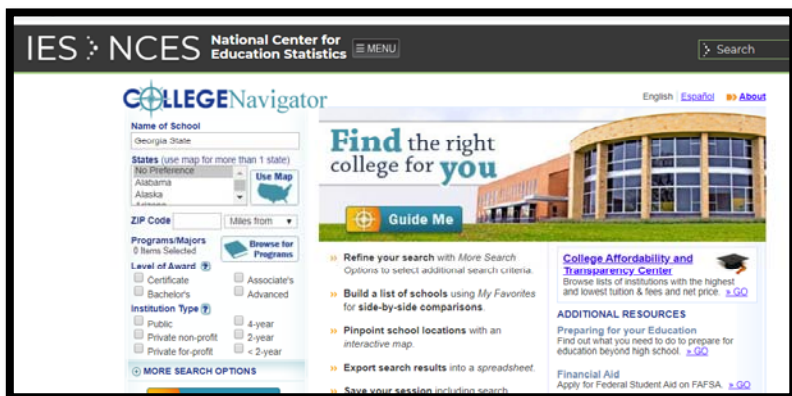 IES NCES National Center for
Education Statistics
MENU
Search
COLLEGENavigator
English Español About
Name of School
Georgia State
States (use map for more than 1 state)
No Preference
Alabama
Alaska
Arizona
Use Map
ZIP Code
Miles from
Programs/Majors
0 Items Selected
Browse for
Programs
Level of Award
Certificate Associate's
Bachelor's Advanced
Institution Type
Public 4-year
Private non-profit 2-year
Private for-profit < 2-year
MORE SEARCH OPTIONS
Find the right
college for you
Guide Me
Refine your search with More Search
Options to select additional search criteria.
Build a list of schools using My Favorites
for side-by-side comparisons.
Pinpoint school locations with an
interactive map.
Export search results into a spreadsheet.
Save your session including search
College Affordability and
Transparency Center
Browse lists of institutions with the highest
and lowest tuition & fees and net price. » GO
ADDITIONAL RESOURCES
Preparing for your Education
Find out what you need to do to prepare for
education beyond high school. » GO
Financial Aid
Apply for Federal Student Aid on FAFSA. » GO